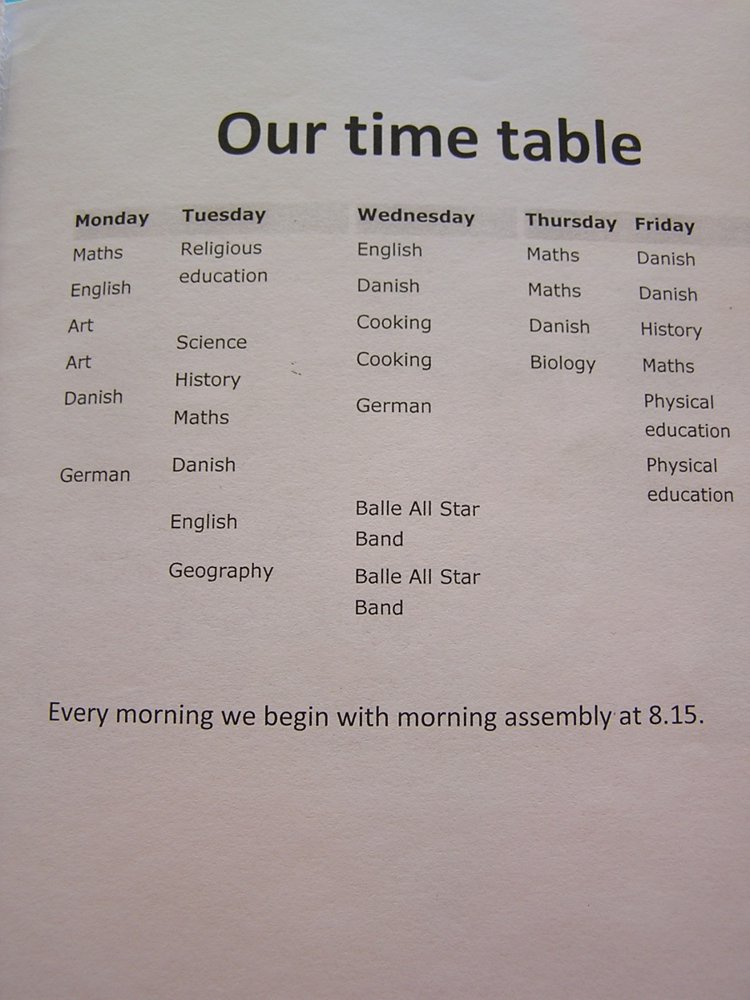 Our time table
Monday Tuesday Wednesday Thursday Friday
Maths Religious English Maths Danish
education
English Danish Maths Danish
Art Cooking Danish History
Science
Art Cooking Biology Maths
History
Danish German Physical
Maths education
German Danish Physical
education
English Balle All Star
Band
Geography Balle All Star
Band
Every morning we begin with morning assembly at 8.15.